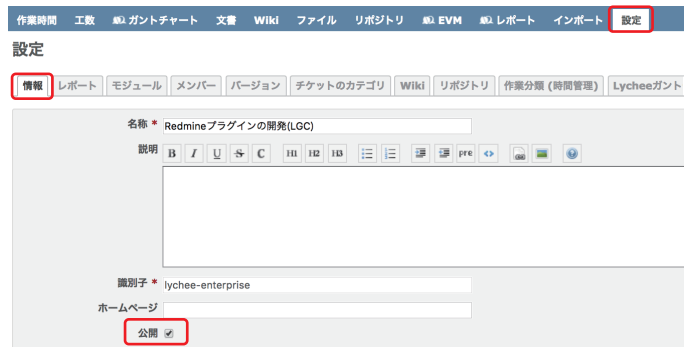 作業時間 工数 ガントチャート 文書 Wiki ファイル リポジトリ EVM レポート インポート 設定
設定
情報 レポート モジュール メンバー バージョン チケットのカテゴリ Wiki リポジトリ 作業分類 (時間管理) Lycheeガント
名称 * Redmineプラグインの開発(LGC)
説明 B I U S C H1 H2 H3 pre
識別子 * lychee-enterprise
ホームページ
公開